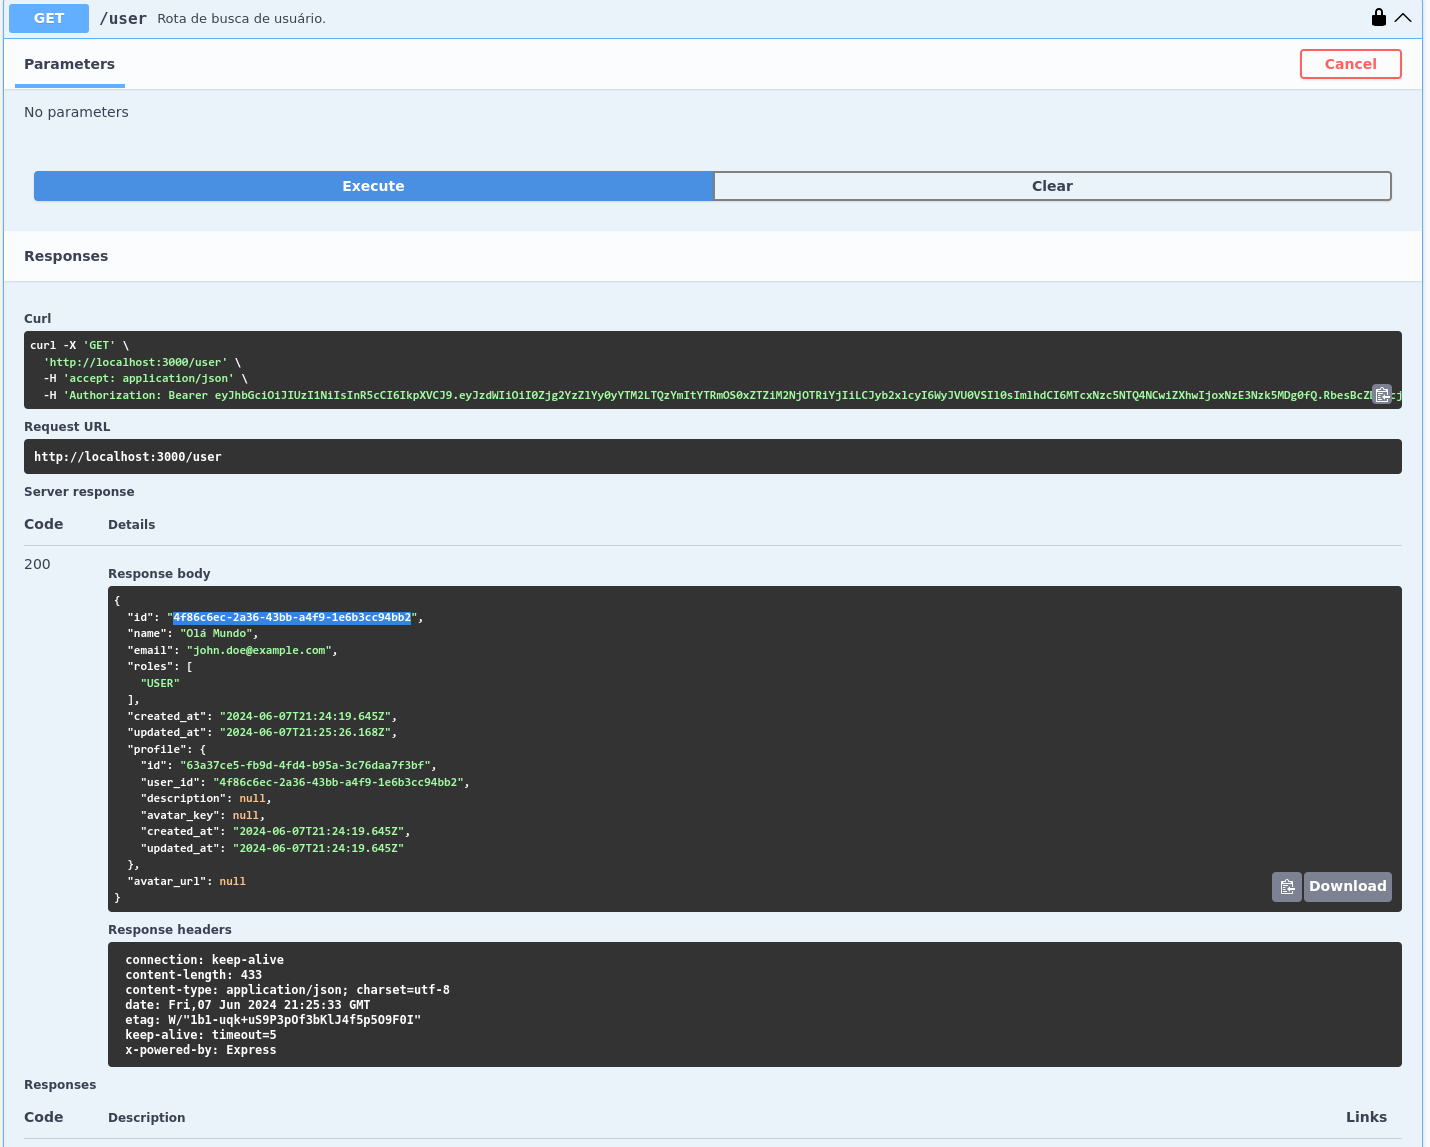 GET /user Rota de busca de usuário.
Parameters
Cancel
No parameters
Execute
Clear
Responses
Curl
curl -X 'GET' \
'http://localhost:3000/user' \
-H 'accept: application/json' \
-H 'Authorization: Bearer
Request URL
http://localhost:3000/user
Server response
Code Details
200
Response body
{
"id": "4f86c6ec-2a36-43bb-a4f9-1e6b3cc94bb2",
"name": "Olá Mundo",
"email": "john.doe@example.com",
"roles": [
"USER"
],
"created_at": "2024-06-07T21:24:19.645Z",
"updated_at": "2024-06-07T21:25:26.168Z",
"profile": {
"id": "63a37ce5-fb9d-4fd4-b95a-3c76daa7f3bf",
"user_id": "4f86c6ec-2a36-43bb-a4f9-1e6b3cc94bb2",
"description": null,
"avatar_key": null,
"created_at": "2024-06-07T21:24:19.645Z",
"updated_at": "2024-06-07T21:24:19.645Z"
},
"avatar_url": null
}
Download
Response headers
connection: keep-alive
content-length: 433
content-type: application/json; charset=utf-8
date: Fri,07 Jun 2024 21:25:33 GMT
etag: W/"1b1-uqk+uS9P3pOf3bKlJ4f5p5O9F0I"
keep-alive: timeout=5
x-powered-by: Express
Responses
Code Description Links